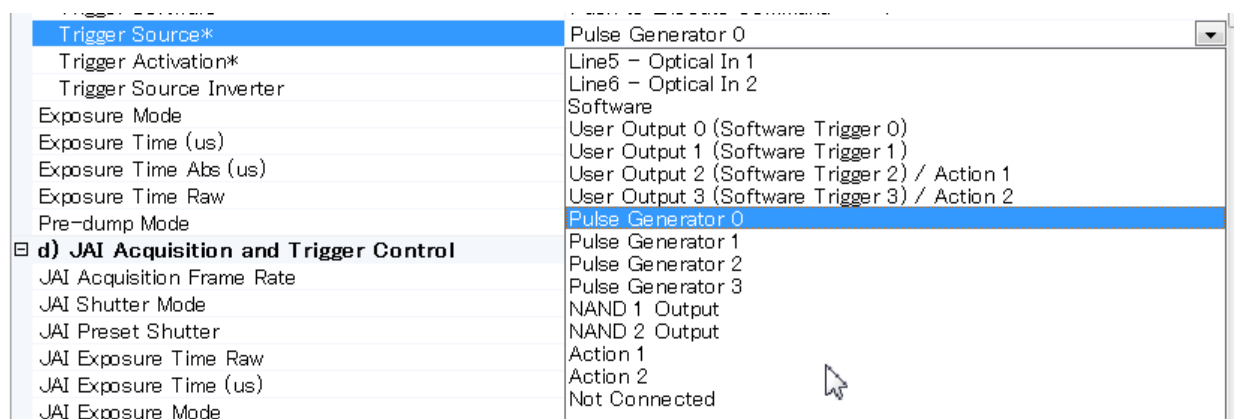 Trigger Source* Pulse Generator 0
Trigger Activation* Line5 - Optical In 1
Line6 - Optical In 2
Trigger Source Inverter
Software
Exposure Mode
User Output 0 (Software Trigger 0)
Exposure Time (us)
User Output 1 (Software Trigger 1)
Exposure Time Abs (us)
User Output 2 (Software Trigger 2) / Action 1
Exposure Time Raw
User Output 3 (Software Trigger 3) / Action 2
Pre-dump Mode
Pulse Generator 0
d) JAI Acquisition and Trigger Control
Pulse Generator 1
JAI Acquisition Frame Rate
Pulse Generator 2
Pulse Generator 3
JAI Shutter Mode
NAND 1 Output
JAI Preset Shutter
NAND 2 Output
JAI Exposure Time Raw
Action 1
Action 2
JAI Exposure Time (us)
Not Connected
JAI Exposure Mode